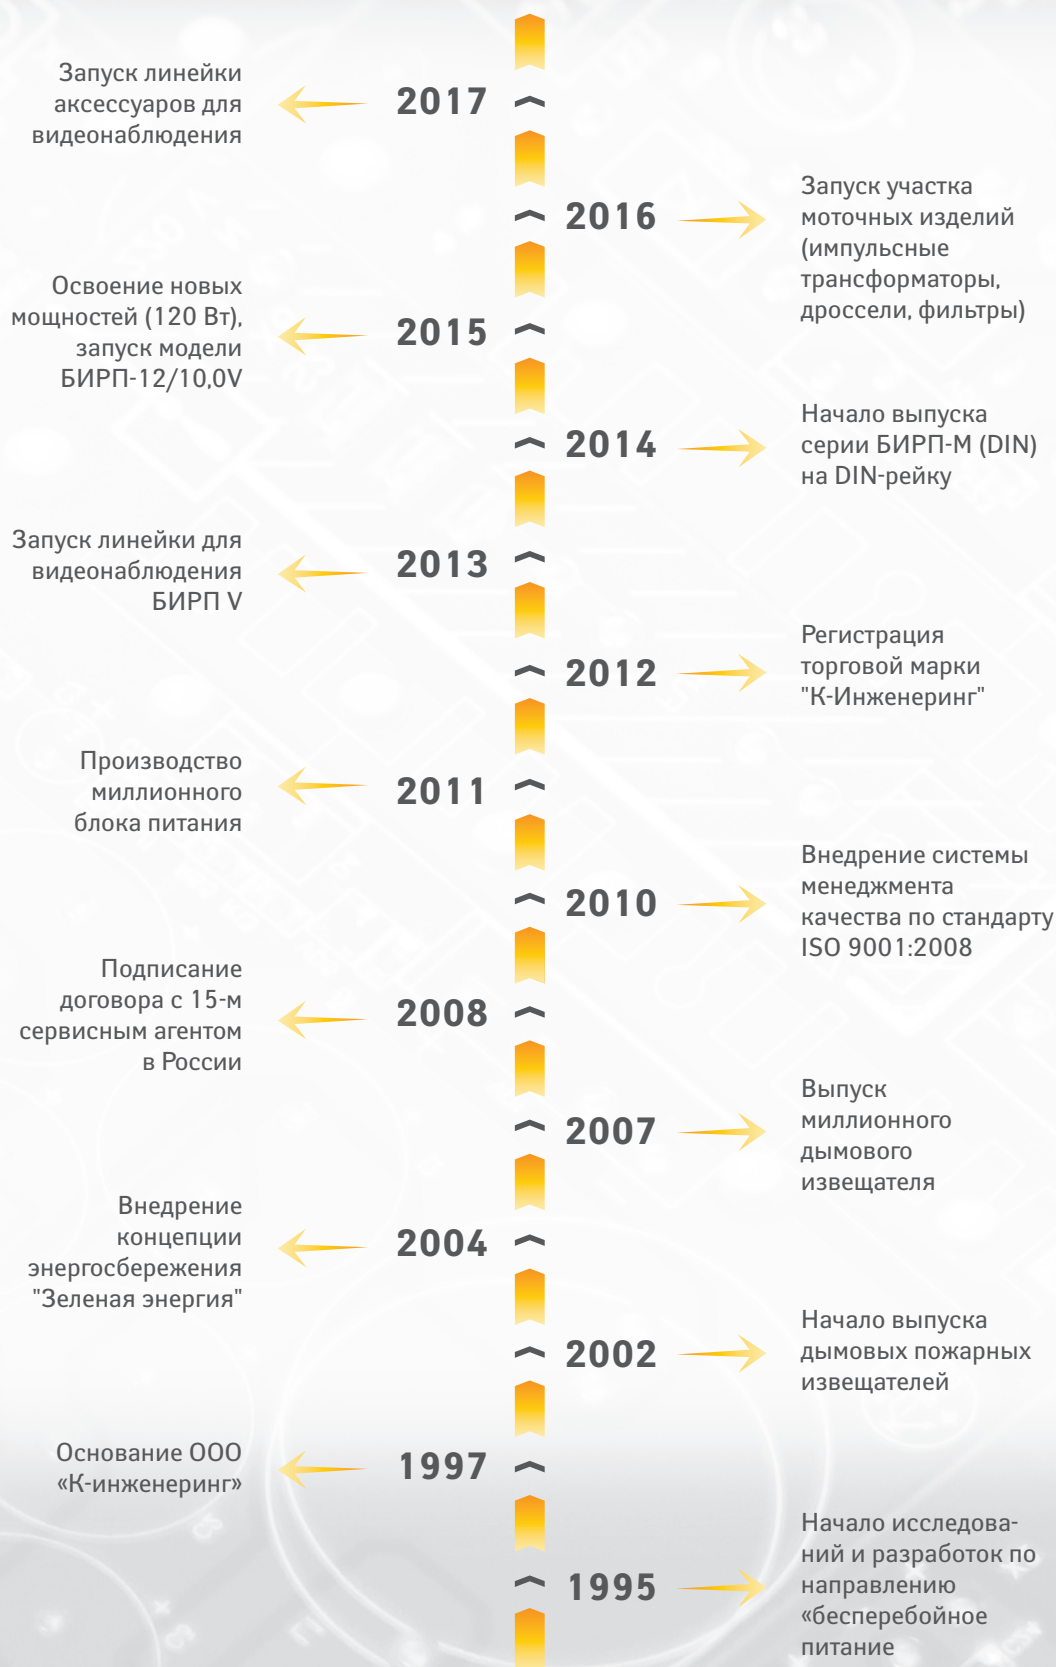 Запуск линейки
аксессуаров для
видеонаблюдения
2017
2016
Запуск участка
моточных изделий
(импульсные
трансформаторы,
дроссели, фильтры)
Освоение новых
мощностей (120 Вт),
запуск модели
БИРП-12/10,0V
2015
2014
Начало выпуска
серии БИРП-М (DIN)
на DIN-рейку
Запуск линейки для
видеонаблюдения
БИРП V
2013
2012
Регистрация
торговой марки
"К-Инженеринг"
Производство
миллионного
блока питания
2011
2010
Внедрение системы
менеджмента
качества по стандарту
ISO 9001:2008
Подписание
договора с 15-м
сервисным агентом
в России
2008
2007
Выпуск
миллионного
дымового
извещателя
Внедрение
концепции
энергосбережения
"Зеленая энергия"
2004
2002
Начало выпуска
дымовых пожарных
извещателей
Основание ООО
«К-инженеринг»
1997
1995
Начало исследова-
ний и разработок по
направлению
«бесперебойное
питание